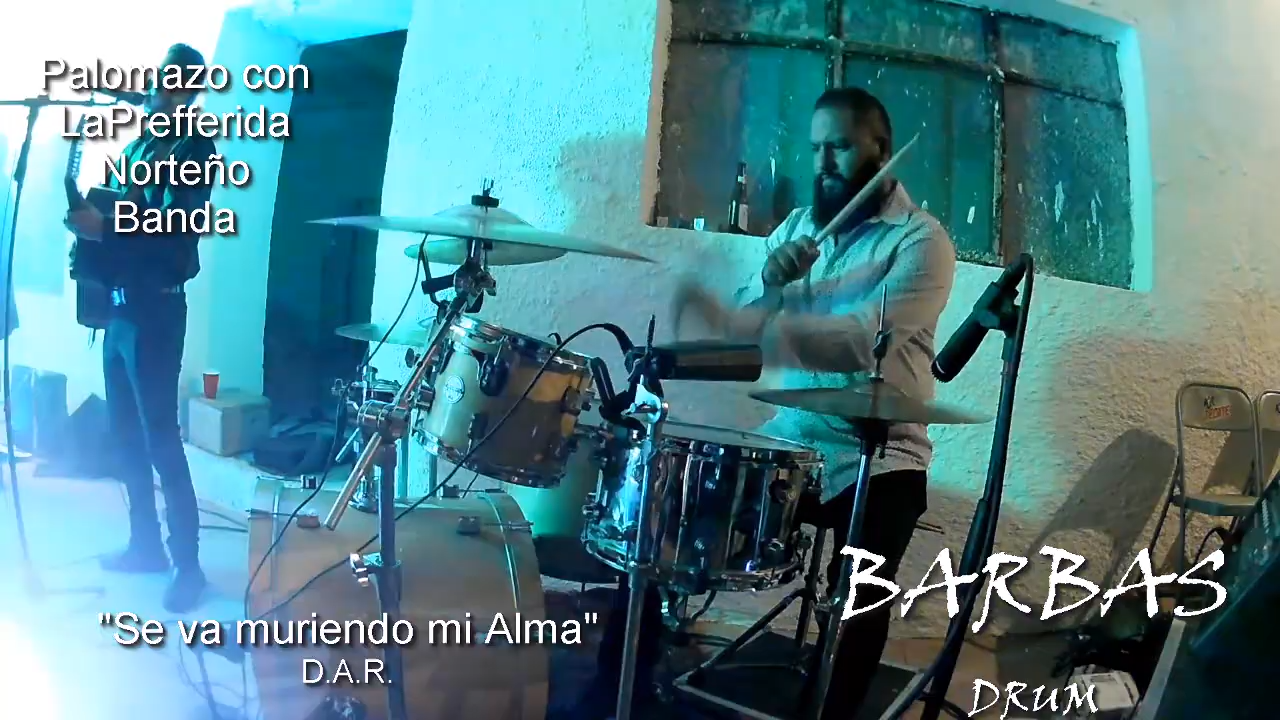 Palomazo con
LaPrefferida
Norteño
Banda
"Se va muriendo mi Alma"
D.A.R.
BARBAS
DRUM